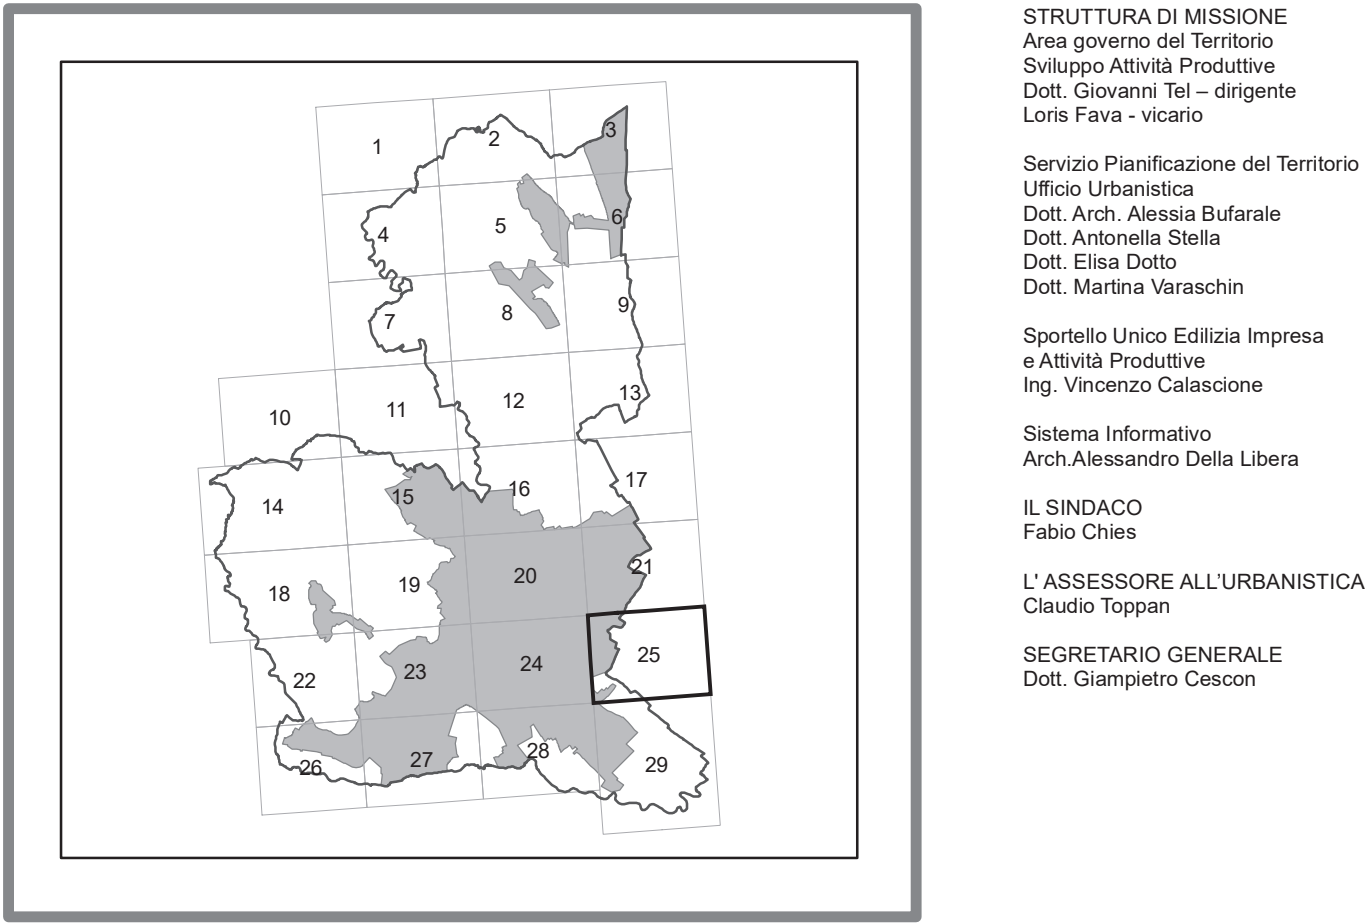 1
2
3
4
5
6
7
8
9
10
11
12
13
14
15
16
17
18
19
20
21
22
23
24
25
26
27
28
29
STRUTTURA DI MISSIONE
Area governo del Territorio
Sviluppo Attività Produttive
Dott. Giovanni Tel – dirigente
Loris Fava - vicario
Servizio Pianificazione del Territorio
Ufficio Urbanistica
Dott. Arch. Alessia Bufarale
Dott. Antonella Stella
Dott. Elisa Dotto
Dott. Martina Varaschin
Sportello Unico Edilizia Impresa
e Attività Produttive
Ing. Vincenzo Calascione
Sistema Informativo
Arch.Alessandro Della Libera
IL SINDACO
Fabio Chies
L' ASSESSORE ALL’URBANISTICA
Claudio Toppan
SEGRETARIO GENERALE
Dott. Giampietro Cescon